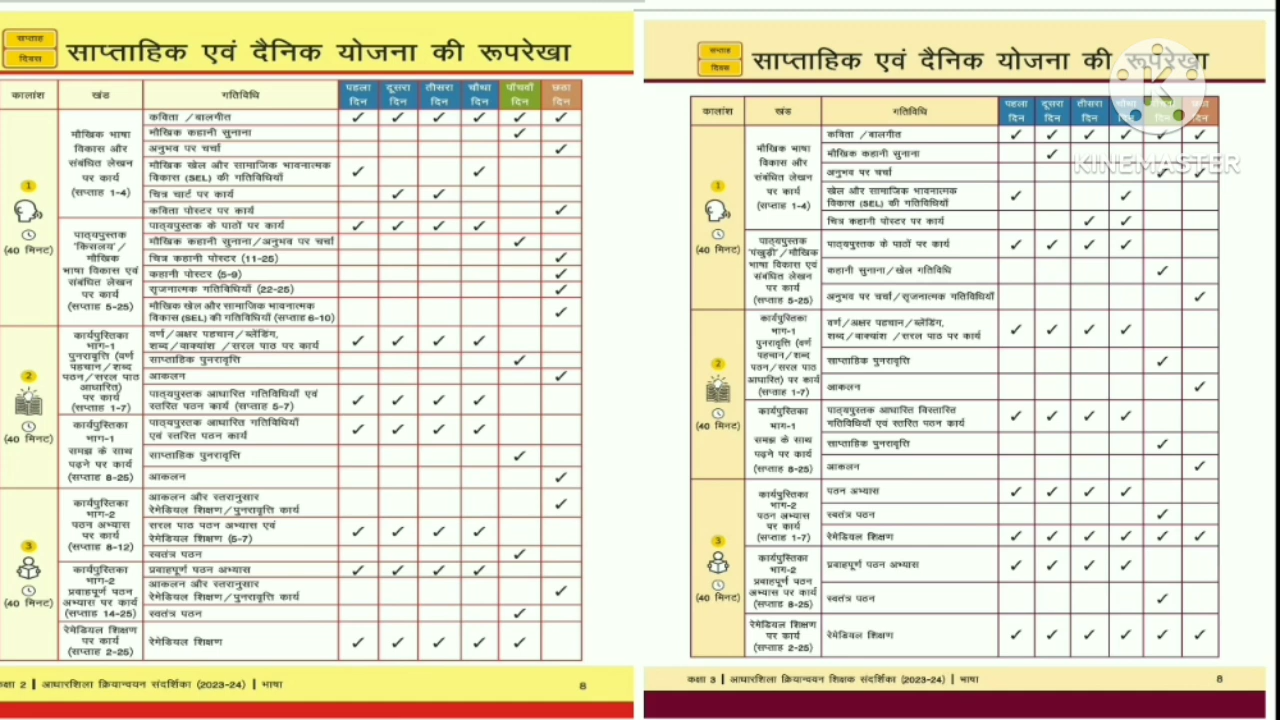 सप्ताह
दिवस
साप्ताहिक एवं दैनिक योजना की रूपरेखा
कालांश खंड गतिविधि पहला दिन दूसरा दिन तीसरा दिन चौथा दिन पाँचवाँ दिन छठा दिन
1
(40 मिनट)
मौखिक भाषा
विकास और
संबंधित लेखन
पर कार्य
(सप्ताह 1-4)
कविता /बालगीत ✓ ✓ ✓ ✓ ✓ ✓
मौखिक कहानी सुनाना ✓
अनुभव पर चर्चा ✓
मौखिक खेल और सामाजिक भावनात्मक
विकास (SEL) की गतिविधियाँ ✓ ✓
चित्र चार्ट पर कार्य ✓ ✓
कविता पोस्टर पर कार्य ✓
पाठ्यपुस्तक
'किसलय'/
मौखिक
भाषा विकास एवं
संबंधित लेखन
पर कार्य
(सप्ताह 5-25)
पाठ्यपुस्तक के पाठों पर कार्य ✓ ✓ ✓ ✓
मौखिक कहानी सुनाना/अनुभव पर चर्चा ✓
चित्र कहानी पोस्टर (11-25) ✓
कहानी पोस्टर (5-9) ✓
सृजनात्मक गतिविधियाँ (22-25) ✓
मौखिक खेल और सामाजिक भावनात्मक
विकास (SEL) की गतिविधियाँ (सप्ताह 6-10) ✓
2
(40 मिनट)
कार्यपुस्तिका
भाग-1
पुनरावृत्ति (वर्ण
पहचान/शब्द
पठन/सरल पाठ
आधारित)
पर कार्य
(सप्ताह 1-7)
वर्ण/अक्षर पहचान/ब्लेंडिंग,
शब्द/वाक्यांश /सरल पाठ पर कार्य ✓ ✓ ✓ ✓
साप्ताहिक पुनरावृत्ति ✓
आकलन ✓
पाठ्यपुस्तक आधारित गतिविधियाँ एवं
स्तरित पठन कार्य (सप्ताह 5-7) ✓ ✓ ✓ ✓
कार्यपुस्तिका
भाग-1
समझ के साथ
पढ़ने पर कार्य
(सप्ताह 8-25)
पाठ्यपुस्तक आधारित गतिविधियाँ
एवं स्तरित पठन कार्य ✓ ✓ ✓ ✓
साप्ताहिक पुनरावृत्ति ✓
आकलन ✓
3
(40 मिनट)
कार्यपुस्तिका
भाग-2
पठन अभ्यास
पर कार्य
(सप्ताह 8-12)
आकलन और स्तरानुसार
रेमेडियल शिक्षण/पुनरावृत्ति कार्य ✓
सरल पाठ पठन अभ्यास एवं
रेमेडियल शिक्षण (5-7) ✓ ✓ ✓ ✓
स्वतंत्र पठन ✓
कार्यपुस्तिका
भाग-2
प्रवाहपूर्ण पठन
अभ्यास पर कार्य
(सप्ताह 14-25)
प्रवाहपूर्ण पठन अभ्यास ✓ ✓ ✓ ✓
आकलन और स्तरानुसार
रेमेडियल शिक्षण/पुनरावृत्ति कार्य ✓
स्वतंत्र पठन ✓
रेमेडियल शिक्षण
पर कार्य
(सप्ताह 2-25)
रेमेडियल शिक्षण ✓ ✓ ✓ ✓ ✓
कक्षा 2 | आधारशिला क्रियान्वयन संदर्शिका (2023-24) | भाषा 8
सप्ताह
दिवस
साप्ताहिक एवं दैनिक योजना की रूपरेखा
K
KINEMASTER
कालांश खंड गतिविधि पहला दिन दूसरा दिन तीसरा दिन चौथा दिन पाँचवाँ दिन छठा दिन
1
(40 मिनट)
मौखिक भाषा
विकास और
संबंधित लेखन
पर कार्य
(सप्ताह 1-4)
कविता /बालगीत ✓ ✓ ✓ ✓ ✓ ✓
मौखिक कहानी सुनाना ✓
अनुभव पर चर्चा ✓ ✓
खेल और सामाजिक भावनात्मक
विकास (SEL) की गतिविधियाँ ✓ ✓
चित्र कहानी पोस्टर पर कार्य ✓ ✓
पाठ्यपुस्तक
'पंखुड़ी'/मौखिक
भाषा विकास एवं
संबंधित लेखन
पर कार्य
(सप्ताह 5-25)
पाठ्यपुस्तक के पाठों पर कार्य ✓ ✓ ✓ ✓
कहानी सुनाना/खेल गतिविधि ✓
अनुभव पर चर्चा/सृजनात्मक गतिविधियाँ ✓
2
(40 मिनट)
कार्यपुस्तिका
भाग-1
पुनरावृत्ति (वर्ण
पहचान/शब्द
पठन/सरल पाठ
आधारित) पर कार्य
(सप्ताह 1-7)
वर्ण/अक्षर पहचान/ब्लेंडिंग,
शब्द/वाक्यांश /सरल पाठ पर कार्य ✓ ✓ ✓ ✓
साप्ताहिक पुनरावृत्ति ✓
आकलन ✓
कार्यपुस्तिका
भाग-1
समझ के साथ
पढ़ने पर कार्य
(सप्ताह 8-25)
पाठ्यपुस्तक आधारित विस्तारित
गतिविधियाँ एवं स्तरित पठन कार्य ✓ ✓ ✓ ✓
साप्ताहिक पुनरावृत्ति ✓
आकलन ✓
3
(40 मिनट)
कार्यपुस्तिका
भाग-2
पठन अभ्यास
पर कार्य
(सप्ताह 1-7)
पठन अभ्यास ✓ ✓ ✓ ✓
स्वतंत्र पठन ✓
रेमेडियल शिक्षण ✓ ✓ ✓ ✓ ✓ ✓
कार्यपुस्तिका
भाग-2
प्रवाहपूर्ण पठन
अभ्यास पर कार्य
(सप्ताह 8-25)
प्रवाहपूर्ण पठन अभ्यास ✓ ✓ ✓ ✓
स्वतंत्र पठन ✓
रेमेडियल शिक्षण
पर कार्य
(सप्ताह 2-25)
रेमेडियल शिक्षण ✓ ✓ ✓ ✓ ✓ ✓
कक्षा 3 | आधारशिला क्रियान्वयन शिक्षक संदर्शिका (2023-24) | भाषा 8